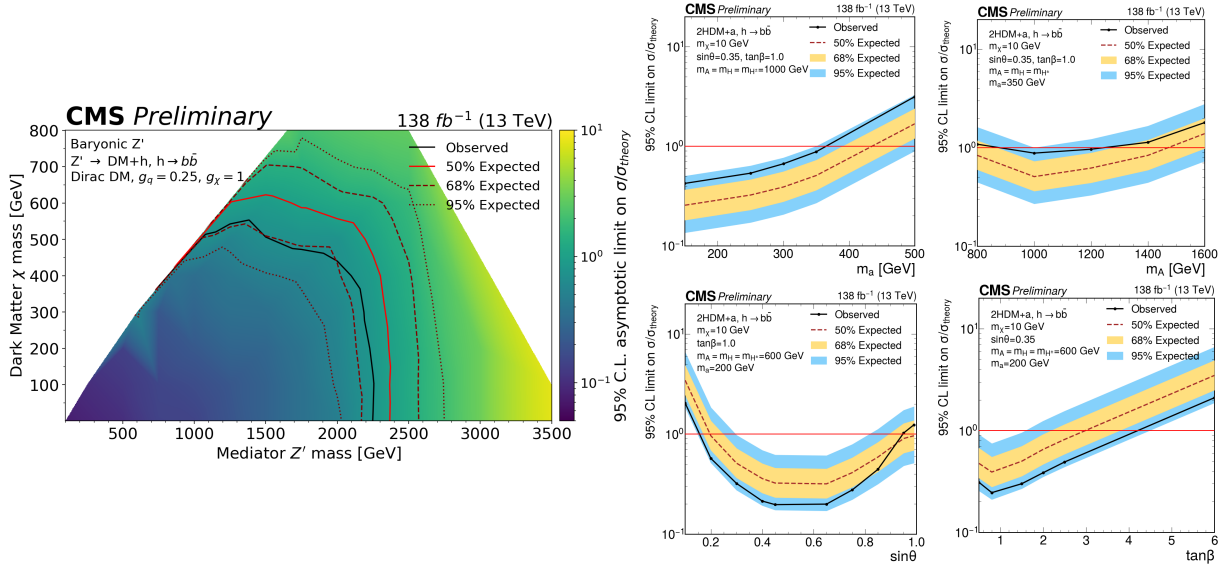 CMS Preliminary
138 fb⁻¹ (13 TeV)
Baryonic Z'
Z' → DM+h, h→bb̄
Dirac DM, g_q = 0.25, g_χ = 1
Observed
50% Expected
68% Expected
95% Expected
Dark Matter χ mass [GeV]
800
700
600
500
400
300
200
100
500
1000
1500
2000
2500
3000
3500
Mediator Z' mass [GeV]
10¹
10⁰
10⁻¹
95% C.L. asymptotic limit on σ/σ_theory
CMS Preliminary
138 fb⁻¹ (13 TeV)
2HDM+a, h→bb̄
m_χ=10 GeV
sinθ=0.35, tanβ=1.0
m_A = m_H = m_H±=1000 GeV
Observed
50% Expected
68% Expected
95% Expected
95% CL limit on σ/σ_theory
10¹
10⁰
10⁻¹
200
300
400
500
m_a [GeV]
CMS Preliminary
138 fb⁻¹ (13 TeV)
2HDM+a, h→bb̄
m_χ=10 GeV
sinθ=0.35, tanβ=1.0
m_A = m_H = m_H±
m_a=350 GeV
Observed
50% Expected
68% Expected
95% Expected
95% CL limit on σ/σ_theory
10¹
10⁰
10⁻¹
800
1000
1200
1400
1600
m_A [GeV]
CMS Preliminary
138 fb⁻¹ (13 TeV)
2HDM+a, h→bb̄
m_χ=10 GeV
tanβ=1.0
m_A = m_H = m_H±=600 GeV
m_a=200 GeV
Observed
50% Expected
68% Expected
95% Expected
95% CL limit on σ/σ_theory
10¹
10⁰
10⁻¹
0.2
0.4
0.6
0.8
1.0
sinθ
CMS Preliminary
138 fb⁻¹ (13 TeV)
2HDM+a, h→bb̄
m_χ=10 GeV
sinθ=0.35
m_A = m_H = m_H±=600 GeV
m_a=200 GeV
Observed
50% Expected
68% Expected
95% Expected
95% CL limit on σ/σ_theory
10¹
10⁰
10⁻¹
1
2
3
4
5
6
tanβ